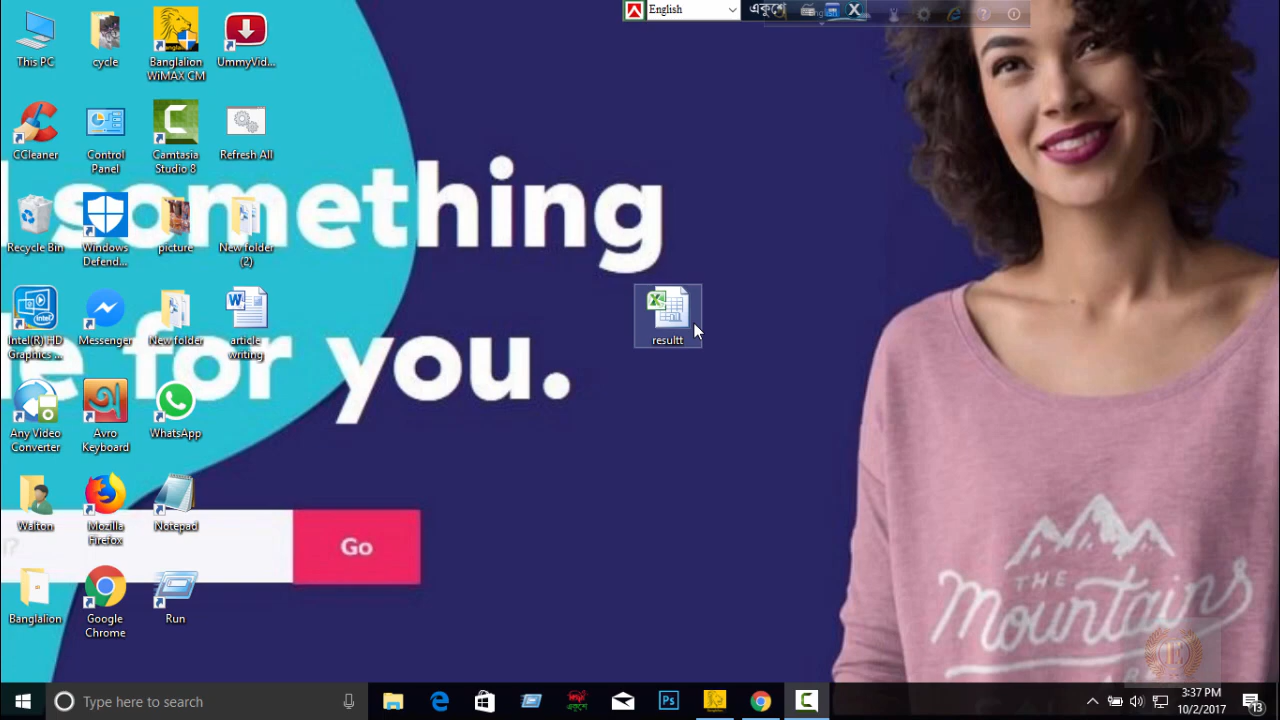 English
একুশে
English
This PC
cycle
Banglalion
WiMAX CM
UmmyVid...
CCleaner
Control
Panel
Camtasia
Studio 8
Refresh All
something
Recycle Bin
Windows
Defend...
picture
New folder
(2)
Intel(R) HD
Graphics ...
Messenger
New folder
article
writing
resultt
e for you.
Any Video
Converter
Avro
Keyboard
WhatsApp
Walton
Mozilla
Firefox
Notepad
Go
Banglalion
Google
Chrome
Run
THE
Mountains
Type here to search
Ps
3:37 PM
10/2/2017
13